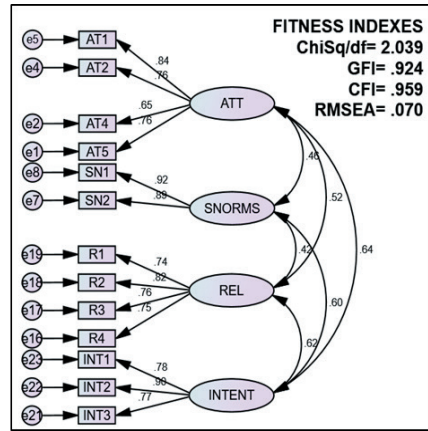 FITNESS INDEXES
ChiSq/df= 2.039
GFI= .924
CFI= .959
RMSEA= .070
e5 AT1
.84
e4 AT2
.76
ATT
e2 AT4
.65
e1 AT5
.76
e8 SN1
.92
e7 SN2
.89
SNORMS
.46
.52
.64
e19 R1
.74
e18 R2
.82
REL
.42
.60
e17 R3
.76
e16 R4
.75
e23 INT1
.78
.62
e22 INT2
.90
INTENT
e21 INT3
.77